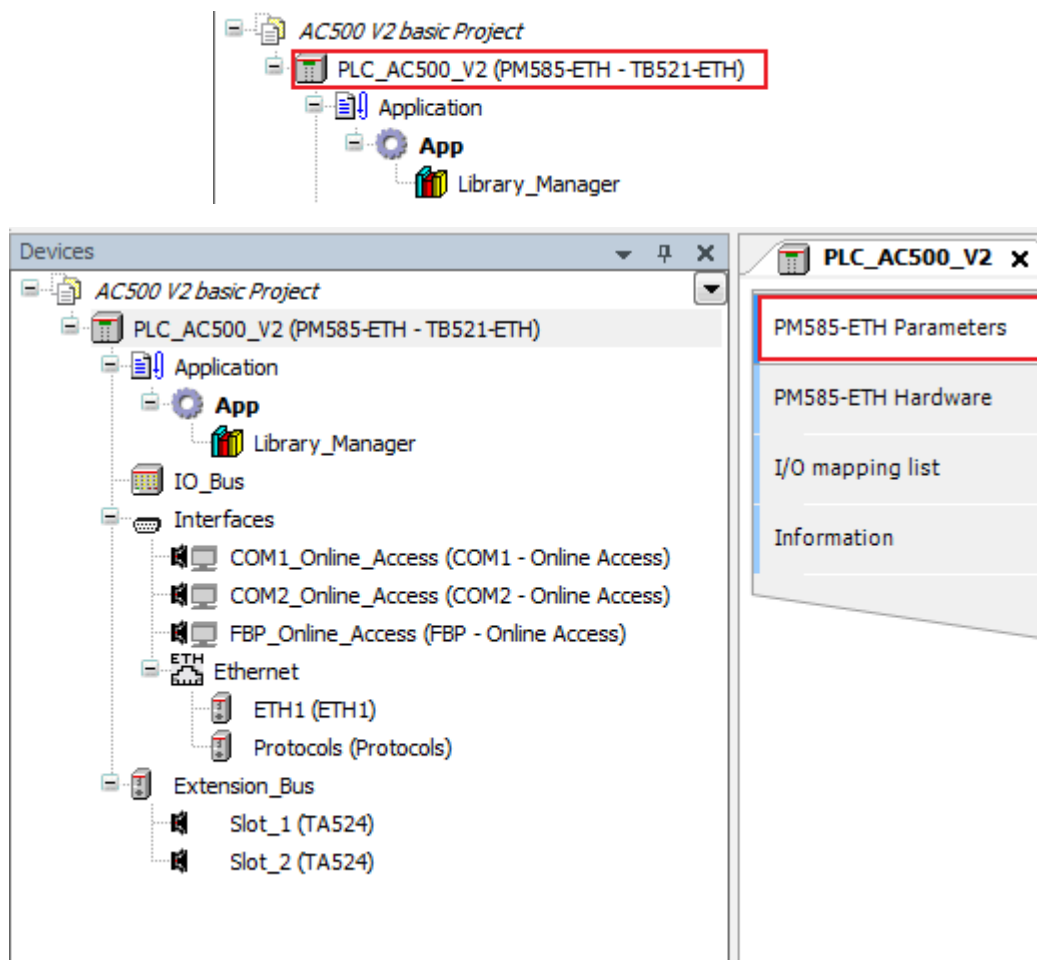 AC500 V2 basic Project
PLC_AC500_V2 (PM585-ETH - TB521-ETH)
Application
App
Library_Manager
Devices
AC500 V2 basic Project
PLC_AC500_V2 (PM585-ETH - TB521-ETH)
Application
App
Library_Manager
IO_Bus
Interfaces
COM1_Online_Access (COM1 - Online Access)
COM2_Online_Access (COM2 - Online Access)
FBP_Online_Access (FBP - Online Access)
ETH Ethernet
ETH1 (ETH1)
Protocols (Protocols)
Extension_Bus
Slot_1 (TA524)
Slot_2 (TA524)
PLC_AC500_V2
PM585-ETH Parameters
PM585-ETH Hardware
I/O mapping list
Information